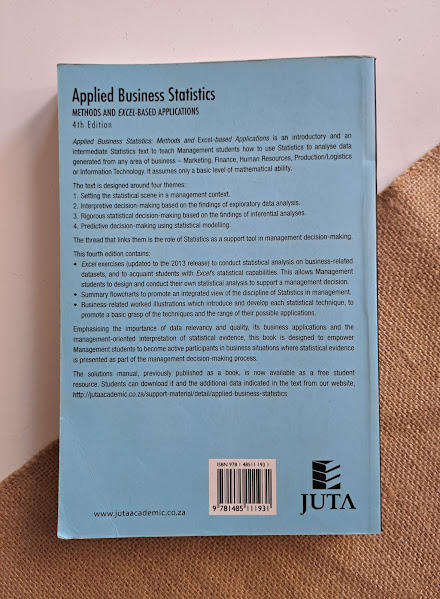 Applied Business Statistics
METHODS AND EXCEL-BASED APPLICATIONS
4th Edition
Applied Business Statistics: Methods and Excel-based Applications is an introductory and an
intermediate Statistics text to teach Management students how to use Statistics to analyse data
generated from any area of business – Marketing, Finance, Human Resources, Production/Logistics
or Information Technology. It assumes only a basic level of mathematical ability.
The text is designed around four themes:
1. Setting the statistical scene in a management context.
2. Interpretive decision-making based on the findings of exploratory data analysis.
3. Rigorous statistical decision-making based on the findings of inferential analyses.
4. Predictive decision-making using statistical modelling.
The thread that links them is the role of Statistics as a support tool in management decision-making.
This fourth edition contains:
• Excel exercises (updated to the 2013 release) to conduct statistical analysis on business-related
datasets, and to acquaint students with Excel's statistical capabilities. This allows Management
students to design and conduct their own statistical analysis to support a management decision.
• Summary flowcharts to promote an integrated view of the discipline of Statistics in management.
• Business-related worked illustrations which introduce and develop each statistical technique, to
promote a basic grasp of the techniques and the range of their possible applications.
Emphasising the importance of data relevancy and quality, its business applications and the
management-oriented interpretation of statistical evidence, this book is designed to empower
Management students to become active participants in business situations where statistical evidence
is presented as part of the management decision-making process.
The solutions manual, previously published as a book, is now available as a free student
resource. Students can download it and the additional data indicated in the text from our website,
http://jutaacademic.co.za/support-material/detail/applied-business-statistics
ISBN 978 1 48511 193 1
9 781485 111931
JUTA
www.jutaacademic.co.za